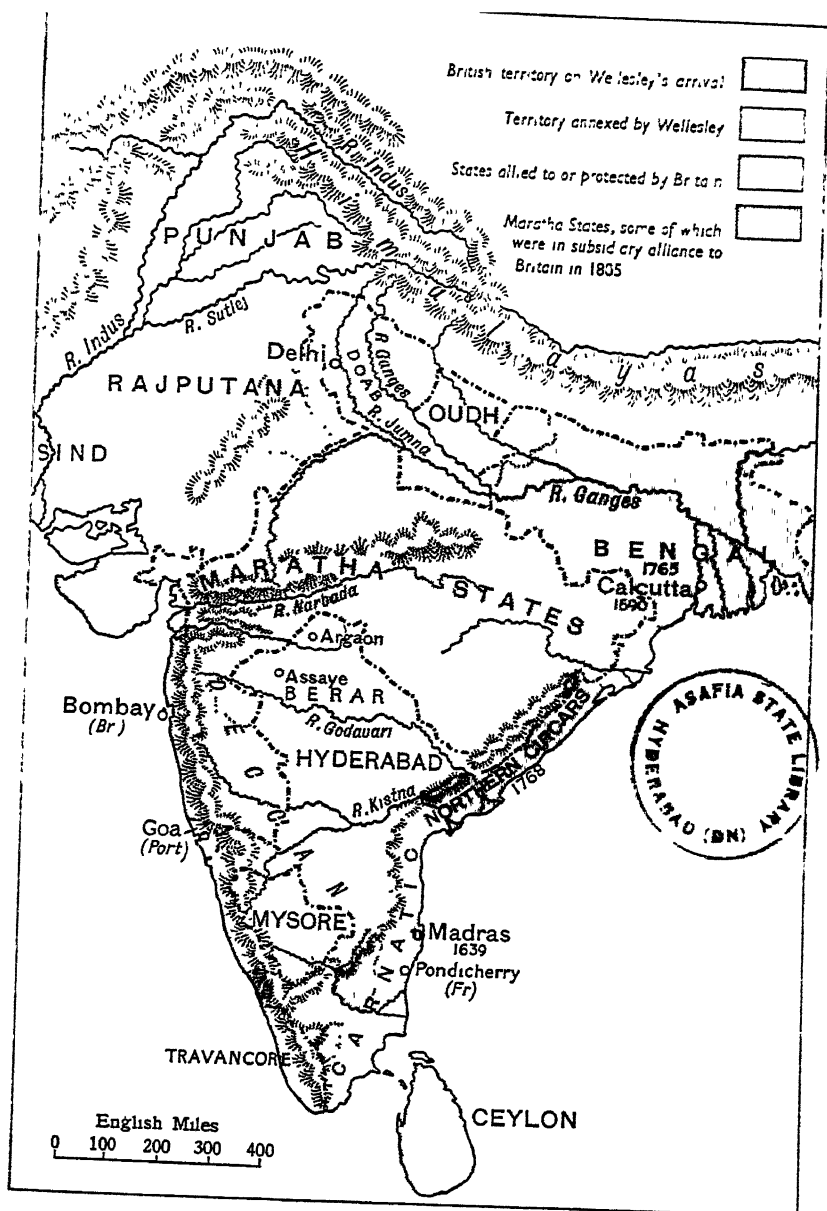 British territory on Wellesley's arrival
Territory annexed by Wellesley
States allied to or protected by Britain
Maratha States, some of which
were in subsidiary alliance to
Britain in 1805
R. Indus
Himalayas
PUNJAB
R. Indus
R. Sutlej
Delhi
R Ganges
DOAB
RAJPUTANA
OUDH
R. Jumna
SIND
R. Ganges
BENGAL
1765
MARATHA STATES
Calcutta
1690
R. Narbada
Argaon
Assaye
BERAR
Bombay
(Br)
DECCAN
R. Godavari
HYDERABAD
NORTHERN CIRCARS
1768
R. Kistna
Goa
(Port)
MYSORE
CARNATIC
Madras
1639
Pondicherry
(Fr)
TRAVANCORE
CEYLON
English Miles
0 100 200 300 400
ASAFIA STATE LIBRARY
HYDERABAD (DN)